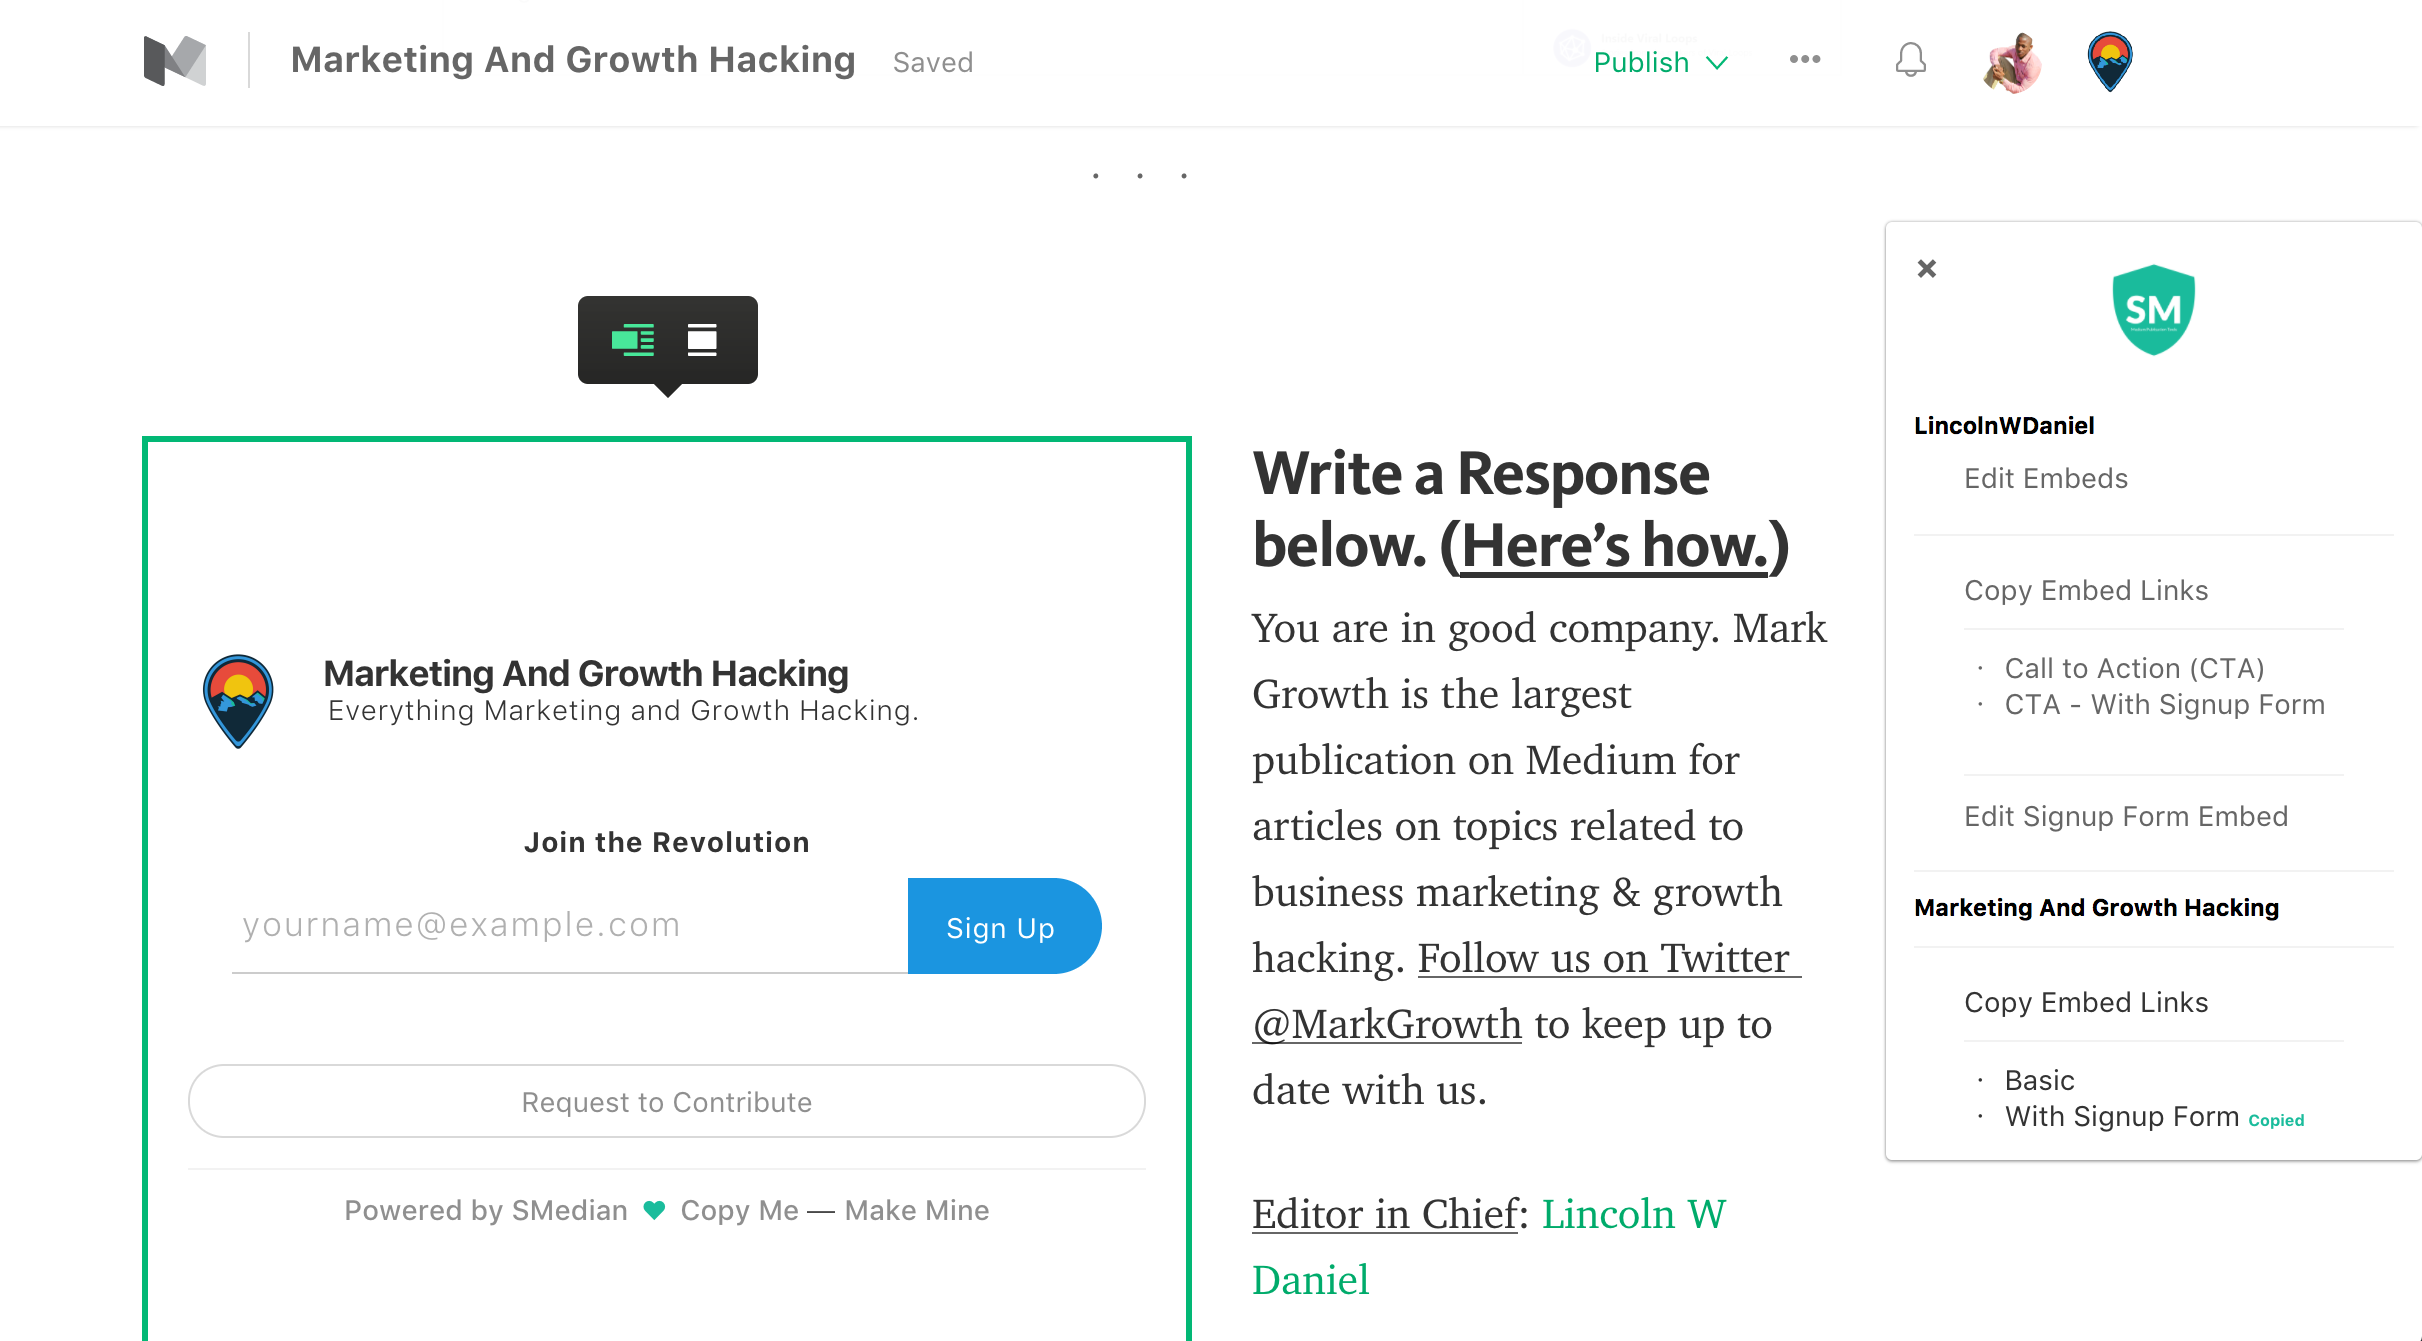 Marketing And Growth Hacking
Saved
Publish
Write a Response
below. (Here’s how.)
You are in good company. Mark
Growth is the largest
publication on Medium for
articles on topics related to
business marketing & growth
hacking. Follow us on Twitter
@MarkGrowth to keep up to
date with us.
Editor in Chief: Lincoln W
Daniel
Marketing And Growth Hacking
Everything Marketing and Growth Hacking.
Join the Revolution
yourname@example.com
Sign Up
Request to Contribute
Powered by SMedian Copy Me — Make Mine
SM
LincolnWDaniel
Edit Embeds
Copy Embed Links
· Call to Action (CTA)
· CTA - With Signup Form
Edit Signup Form Embed
Marketing And Growth Hacking
Copy Embed Links
· Basic
· With Signup Form Copied